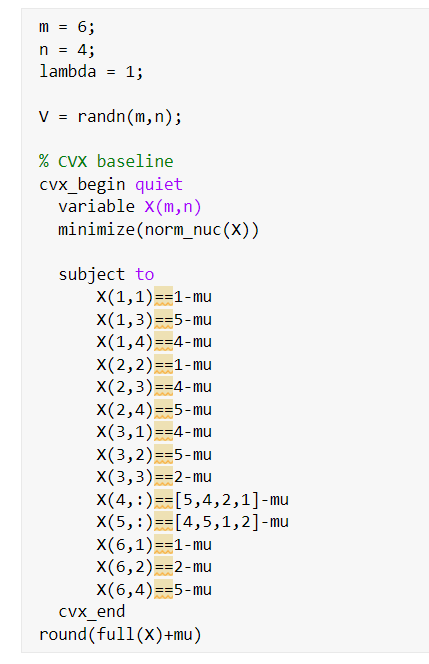 m = 6;
n = 4;
lambda = 1;
V = randn(m,n);
% CVX baseline
cvx_begin quiet
variable X(m,n)
minimize(norm_nuc(X))
subject to
X(1,1)==1-mu
X(1,3)==5-mu
X(1,4)==4-mu
X(2,2)==1-mu
X(2,3)==4-mu
X(2,4)==5-mu
X(3,1)==4-mu
X(3,2)==5-mu
X(3,3)==2-mu
X(4,:)==[5,4,2,1]-mu
X(5,:)==[4,5,1,2]-mu
X(6,1)==1-mu
X(6,2)==2-mu
X(6,4)==5-mu
cvx_end
round(full(X)+mu)